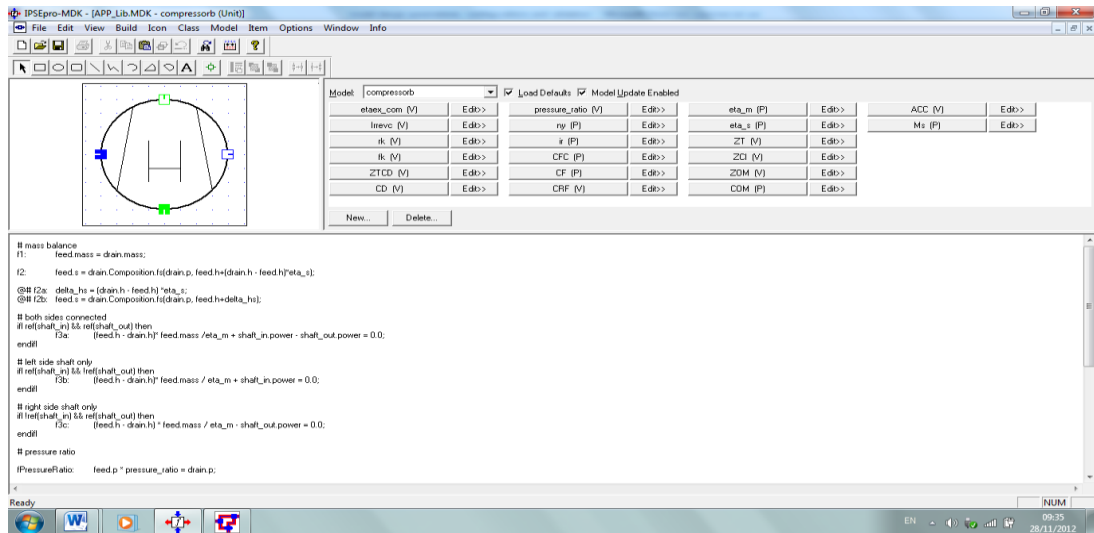 IPSEpro-MDK - [APP_Lib.MDK - compressorb (Unit)]
File Edit View Build Icon Class Model Item Options Window Info
Model: compressorb Load Defaults Model Update Enabled
etaex_com (V) Edit>> pressure_ratio (V) Edit>> eta_m (P) Edit>> ACC (V) Edit>>
Irrevc (V) Edit>> ny (P) Edit>> eta_s (P) Edit>> Ms (P) Edit>>
rk (V) Edit>> ir (P) Edit>> ZT (V) Edit>>
fk (V) Edit>> CFC (P) Edit>> ZCI (V) Edit>>
ZTCD (V) Edit>> CF (P) Edit>> ZOM (V) Edit>>
CD (V) Edit>> CRF (V) Edit>> COM (P) Edit>>
New... Delete...
# mass balance
f1: feed.mass = drain.mass;
f2: feed.s = drain.Composition.fs(drain.p, feed.h+(drain.h - feed.h)*eta_s);
@# f2a: delta_hs = (drain.h - feed.h) *eta_s;
@# f2b: feed.s = drain.Composition.fs(drain.p, feed.h+delta_hs);
# both sides connected
ifl ref(shaft_in) && ref(shaft_out) then
f3a: (feed.h - drain.h)* feed.mass /eta_m + shaft_in.power - shaft_out.power = 0.0;
endifl
# left side shaft only
ifl ref(shaft_in) && !ref(shaft_out) then
f3b: (feed.h - drain.h)* feed.mass / eta_m + shaft_in.power = 0.0;
endifl
# right side shaft only
ifl !ref(shaft_in) && ref(shaft_out) then
f3c: (feed.h - drain.h) * feed.mass / eta_m - shaft_out.power = 0.0;
endifl
# pressure ratio
fPressureRatio: feed.p * pressure_ratio = drain.p;
Ready NUM
EN 09:35
28/11/2012